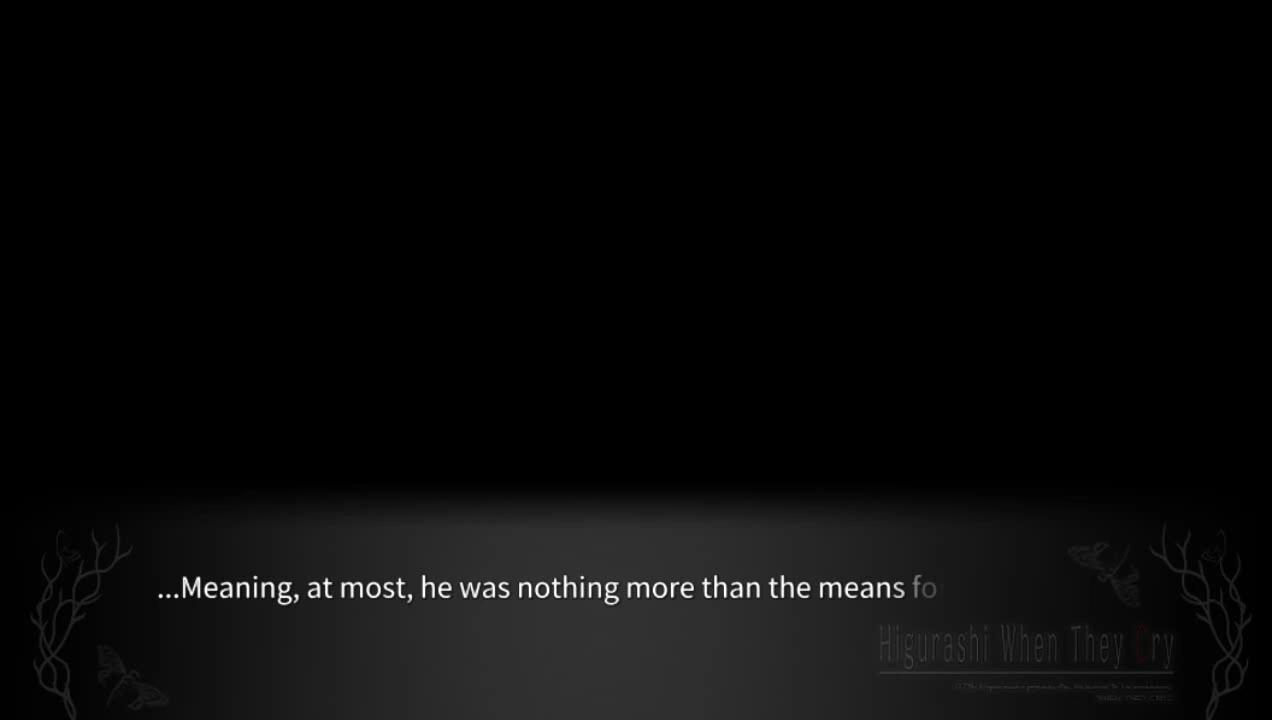 ...Meaning, at most, he was nothing more than the means fo
Higurashi When They Cry